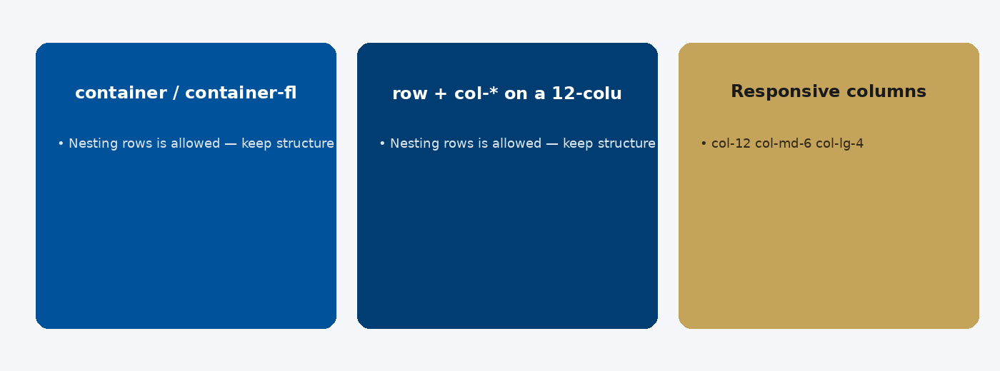 container / container-fl
• Nesting rows is allowed — keep structure
row + col-* on a 12-colu
• Nesting rows is allowed — keep structure
Responsive columns
• col-12 col-md-6 col-lg-4